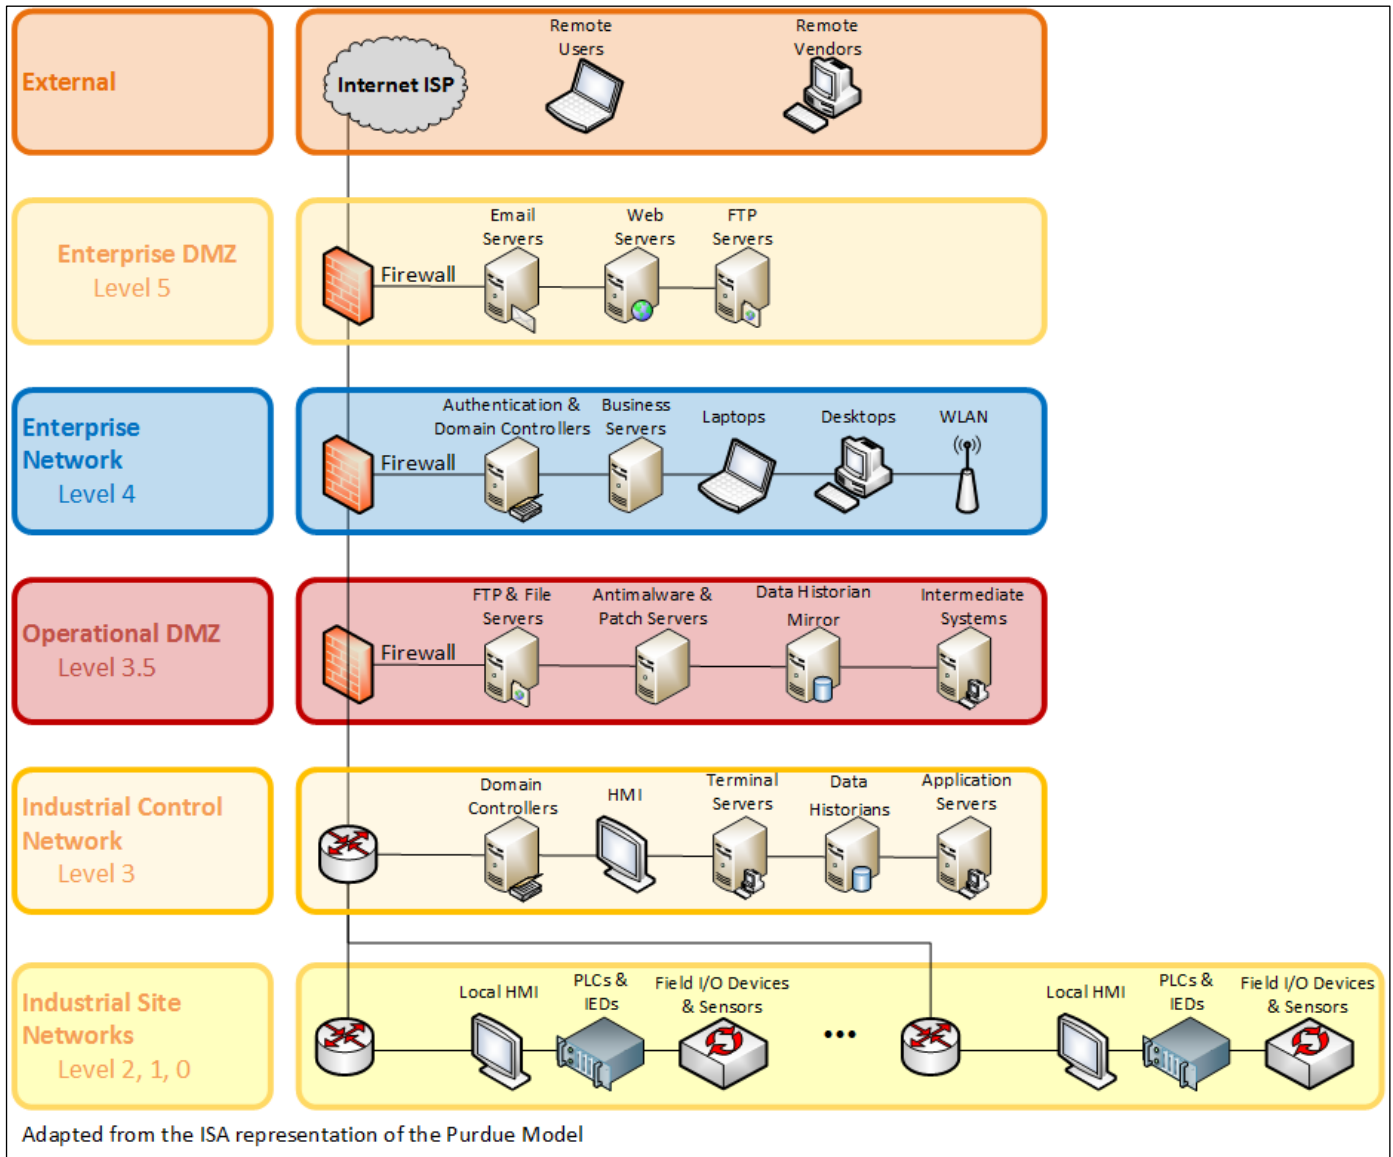 External
Internet ISP
Remote
Users
Remote
Vendors
Enterprise DMZ
Level 5
Firewall
Email
Servers
Web
Servers
FTP
Servers
Enterprise
Network
Level 4
Firewall
Authentication &
Domain Controllers
Business
Servers
Laptops
Desktops
WLAN
Operational DMZ
Level 3.5
Firewall
FTP & File
Servers
Antimalware &
Patch Servers
Data Historian
Mirror
Intermediate
Systems
Industrial Control
Network
Level 3
Domain
Controllers
HMI
Terminal
Servers
Data
Historians
Application
Servers
Industrial Site
Networks
Level 2, 1, 0
Local HMI
PLCs &
IEDs
Field I/O Devices
& Sensors
•••
Local HMI
PLCs &
IEDs
Field I/O Devices
& Sensors
Adapted from the ISA representation of the Purdue Model